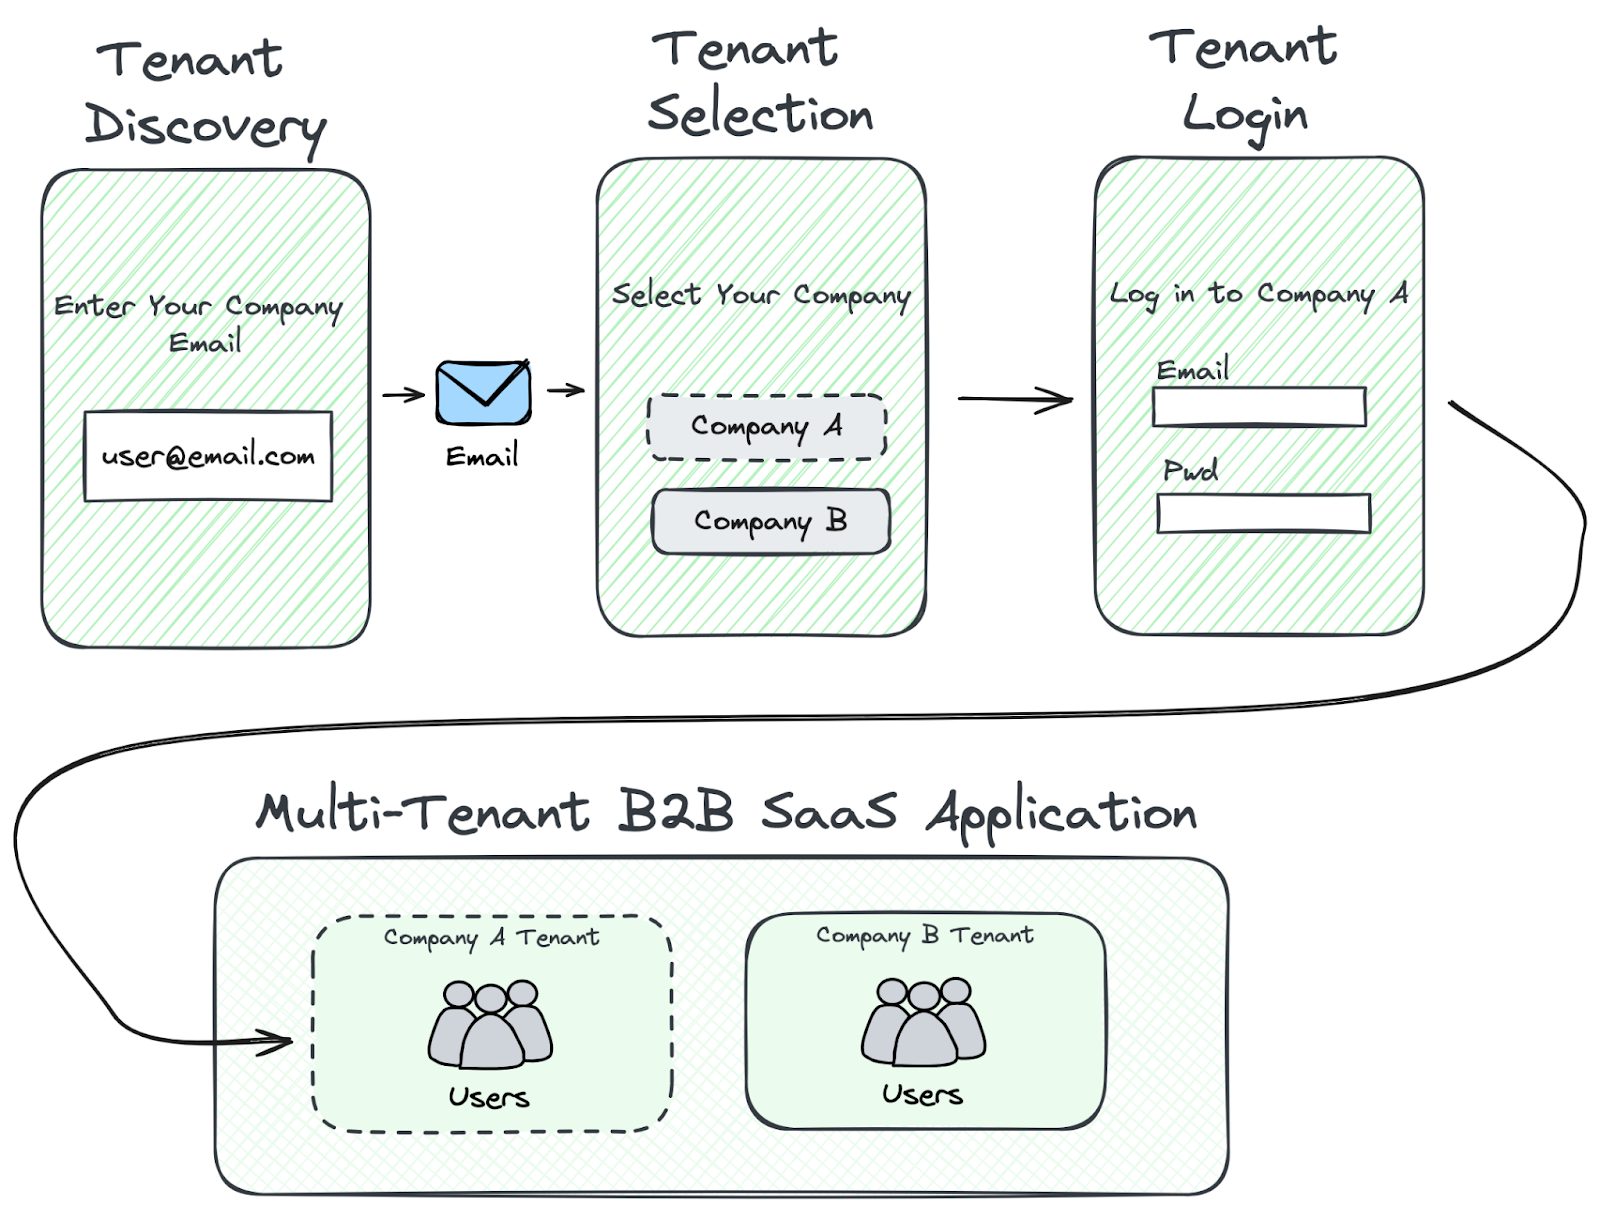 Tenant
Discovery
Enter Your Company
Email
user@email.com
Email
Tenant
Selection
Select Your Company
Company A
Company B
Tenant
Login
Log in to Company A
Email
Pwd
Multi-Tenant B2B SaaS Application
Company A Tenant
Users
Company B Tenant
Users